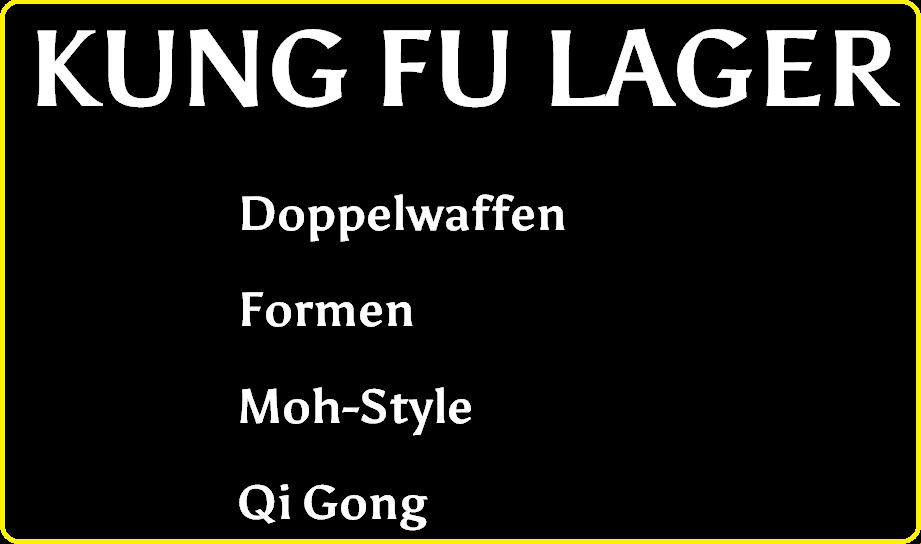 KUNG FU LAGER
Doppelwaffen
Formen
Moh-Style
Qi Gong